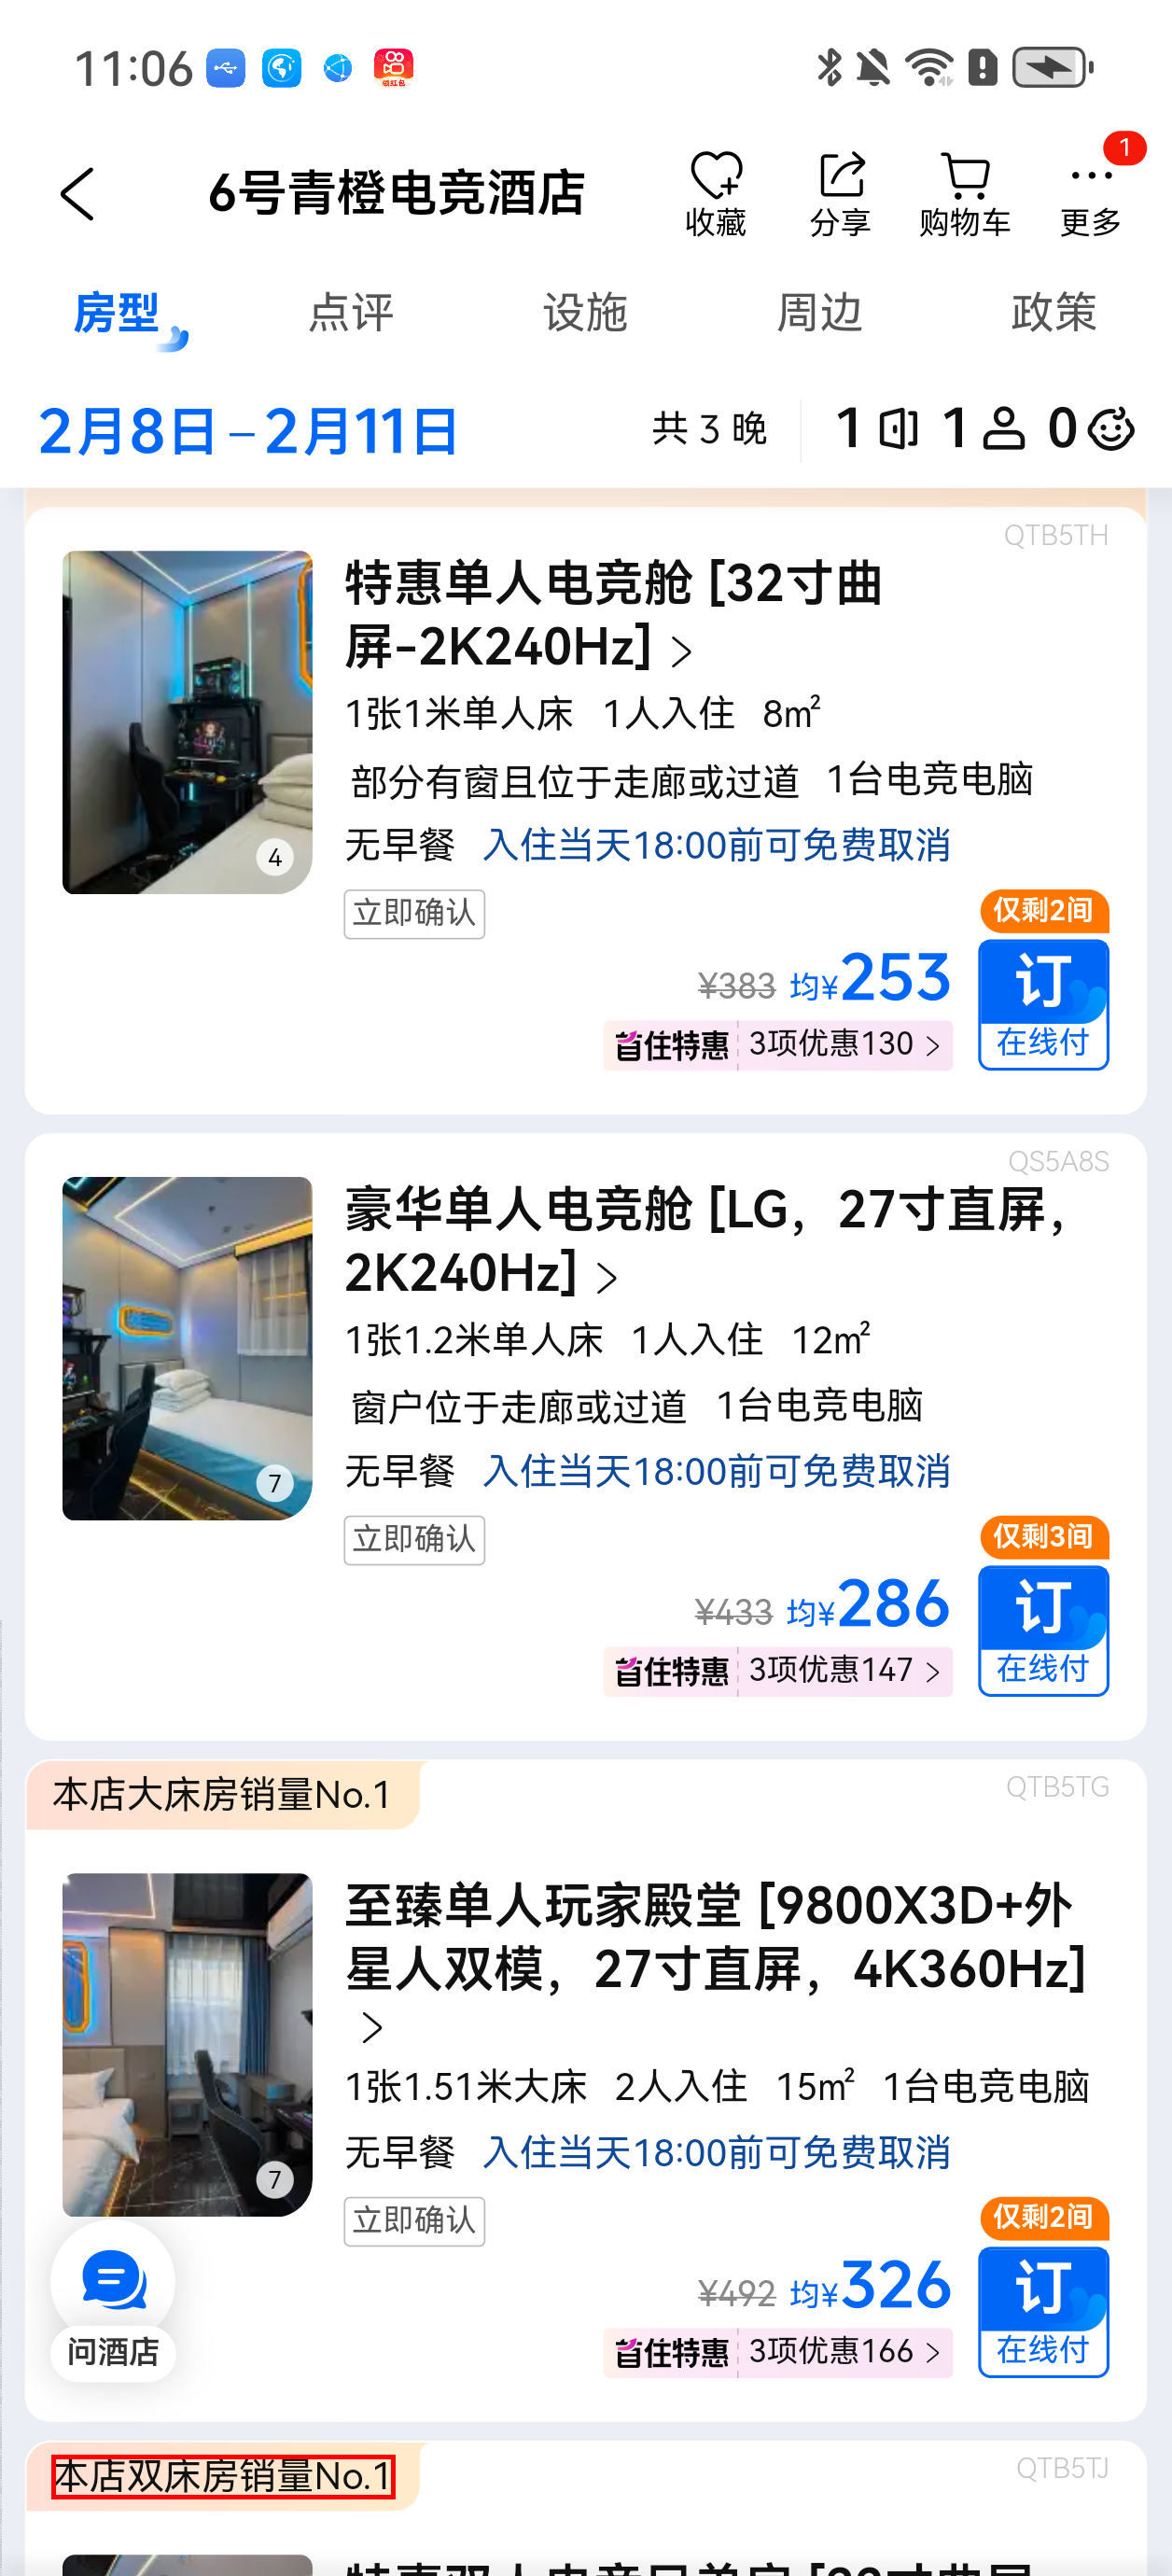 11:06
6号青橙电竞酒店
收藏 分享 购物车 更多 1
房型 点评 设施 周边 政策
2月8日 – 2月11日 共3晚 1 1 0
QTB5TH
特惠单人电竞舱 [32寸曲
屏-2K240Hz] >
1张1米单人床 1人入住 8㎡
部分有窗且位于走廊或过道 1台电竞电脑
无早餐 入住当天18:00前可免费取消
4
立即确认
仅剩2间
¥383 均¥253 订
首住特惠 3项优惠130 > 在线付
QS5A8S
豪华单人电竞舱 [LG，27寸直屏，
2K240Hz] >
1张1.2米单人床 1人入住 12㎡
窗户位于走廊或过道 1台电竞电脑
无早餐 入住当天18:00前可免费取消
7
立即确认
仅剩3间
¥433 均¥286 订
首住特惠 3项优惠147 > 在线付
本店大床房销量No.1 QTB5TG
至臻单人玩家殿堂 [9800X3D+外
星人双模，27寸直屏，4K360Hz]
>
1张1.51米大床 2人入住 15㎡ 1台电竞电脑
无早餐 入住当天18:00前可免费取消
7
立即确认
仅剩2间
¥492 均¥326 订
首住特惠 3项优惠166 > 在线付
问酒店
本店双床房销量No.1 QTB5TJ